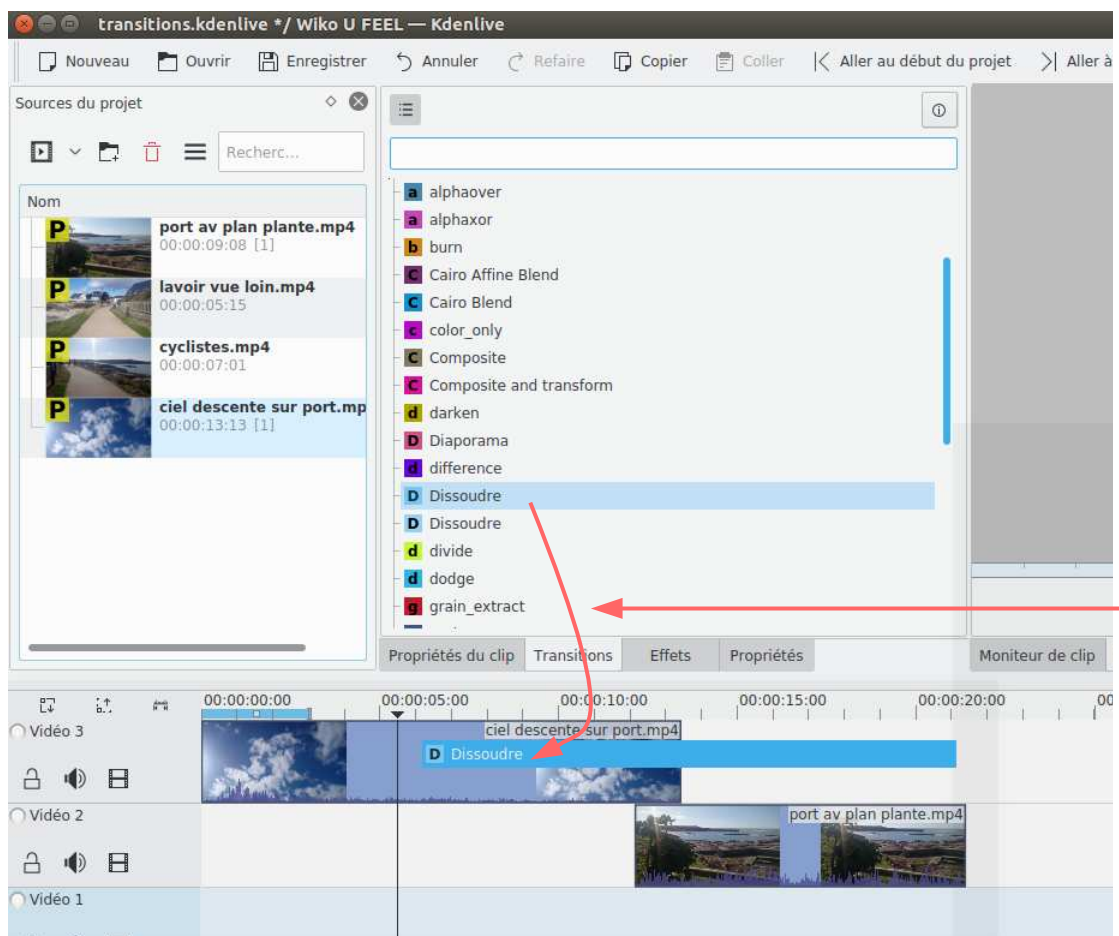 transitions.kdenlive */ Wiko U FEEL — Kdenlive
Nouveau Ouvrir Enregistrer Annuler Refaire Copier Coller Aller au début du projet Aller à
Sources du projet
Recherc...
Nom
P port av plan plante.mp4
00:00:09:08 [1]
P lavoir vue loin.mp4
00:00:05:15
P cyclistes.mp4
00:00:07:01
P ciel descente sur port.mp
00:00:13:13 [1]
a alphaover
a alphaxor
b burn
C Cairo Affine Blend
C Cairo Blend
c color_only
C Composite
C Composite and transform
d darken
D Diaporama
d difference
D Dissoudre
D Dissoudre
d divide
d dodge
g grain_extract
Propriétés du clip Transitions Effets Propriétés
Moniteur de clip
00:00:00:00 00:00:05:00 00:00:10:00 00:00:15:00 00:00:20:00 00
Vidéo 3
ciel descente sur port.mp4
D Dissoudre
Vidéo 2
port av plan plante.mp4
Vidéo 1